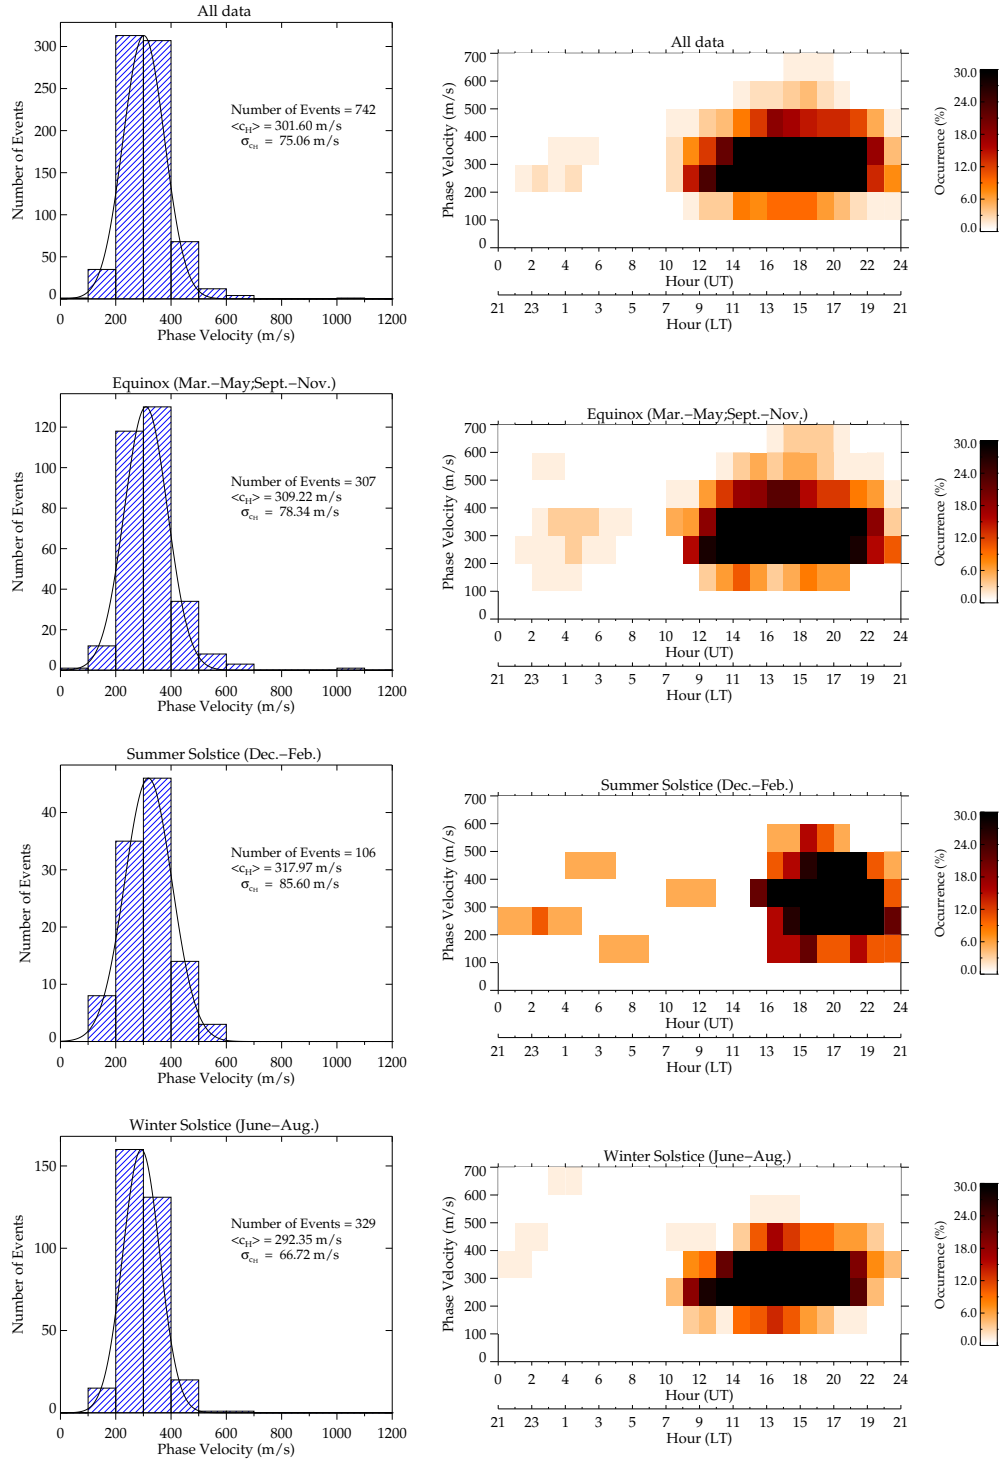 All data
Number of Events
300
250
200
150
100
50
0
Number of Events = 742
<cH> = 301.60 m/s
σcH = 75.06 m/s
0 200 400 600 800 1000 1200
Phase Velocity (m/s)
All data
Phase Velocity (m/s)
700
600
500
400
300
200
100
0
0 2 4 6 8 10 12 14 16 18 20 22 24
Hour (UT)
21 23 1 3 5 7 9 11 13 15 17 19 21
Hour (LT)
Occurrence (%)
30.0
24.0
18.0
12.0
6.0
0.0
Equinox (Mar.−May;Sept.−Nov.)
Number of Events
120
100
80
60
40
20
0
Number of Events = 307
<cH> = 309.22 m/s
σcH = 78.34 m/s
0 200 400 600 800 1000 1200
Phase Velocity (m/s)
Equinox (Mar.−May;Sept.−Nov.)
Phase Velocity (m/s)
700
600
500
400
300
200
100
0
0 2 4 6 8 10 12 14 16 18 20 22 24
Hour (UT)
21 23 1 3 5 7 9 11 13 15 17 19 21
Hour (LT)
Occurrence (%)
30.0
24.0
18.0
12.0
6.0
0.0
Summer Solstice (Dec.−Feb.)
Number of Events
40
30
20
10
0
Number of Events = 106
<cH> = 317.97 m/s
σcH = 85.60 m/s
0 200 400 600 800 1000 1200
Phase Velocity (m/s)
Summer Solstice (Dec.−Feb.)
Phase Velocity (m/s)
700
600
500
400
300
200
100
0
0 2 4 6 8 10 12 14 16 18 20 22 24
Hour (UT)
21 23 1 3 5 7 9 11 13 15 17 19 21
Hour (LT)
Occurrence (%)
30.0
24.0
18.0
12.0
6.0
0.0
Winter Solstice (June−Aug.)
Number of Events
150
100
50
0
Number of Events = 329
<cH> = 292.35 m/s
σcH = 66.72 m/s
0 200 400 600 800 1000 1200
Phase Velocity (m/s)
Winter Solstice (June−Aug.)
Phase Velocity (m/s)
700
600
500
400
300
200
100
0
0 2 4 6 8 10 12 14 16 18 20 22 24
Hour (UT)
21 23 1 3 5 7 9 11 13 15 17 19 21
Hour (LT)
Occurrence (%)
30.0
24.0
18.0
12.0
6.0
0.0